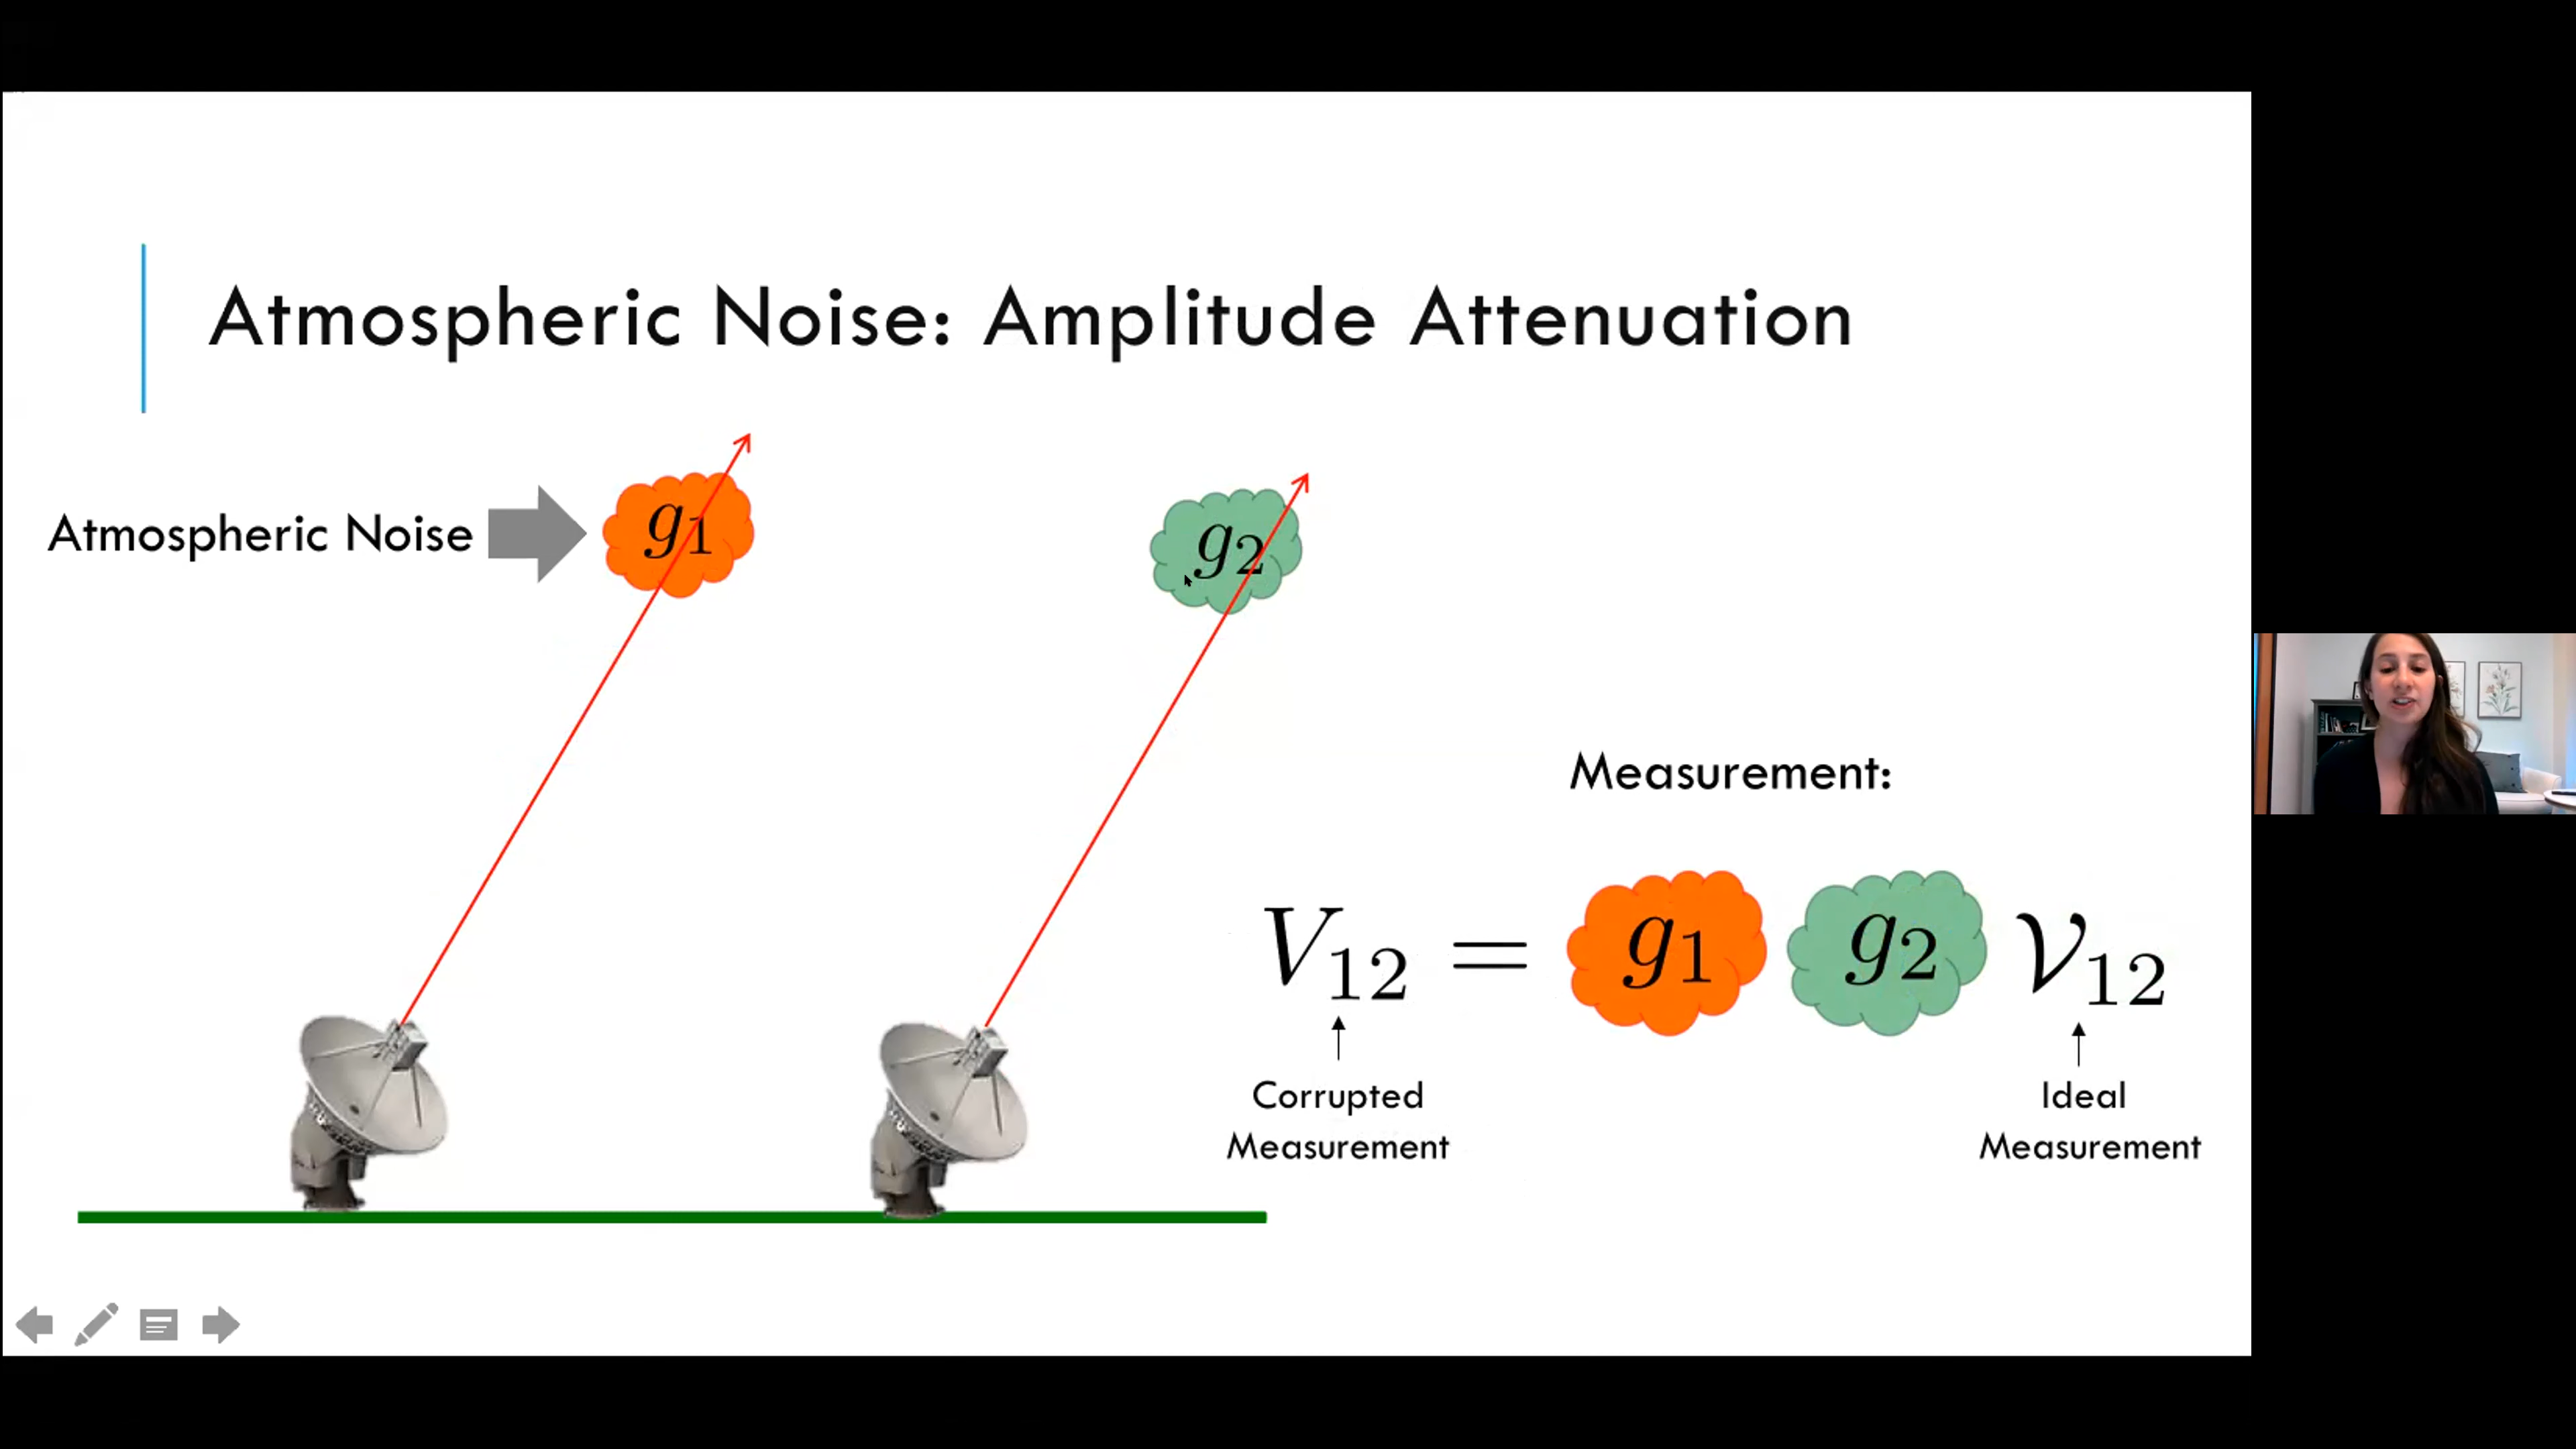 Atmospheric Noise: Amplitude Attenuation
Atmospheric Noise
g1
g2
Measurement:
V12 = g1 g2 𝒱12
Corrupted
Measurement
Ideal
Measurement